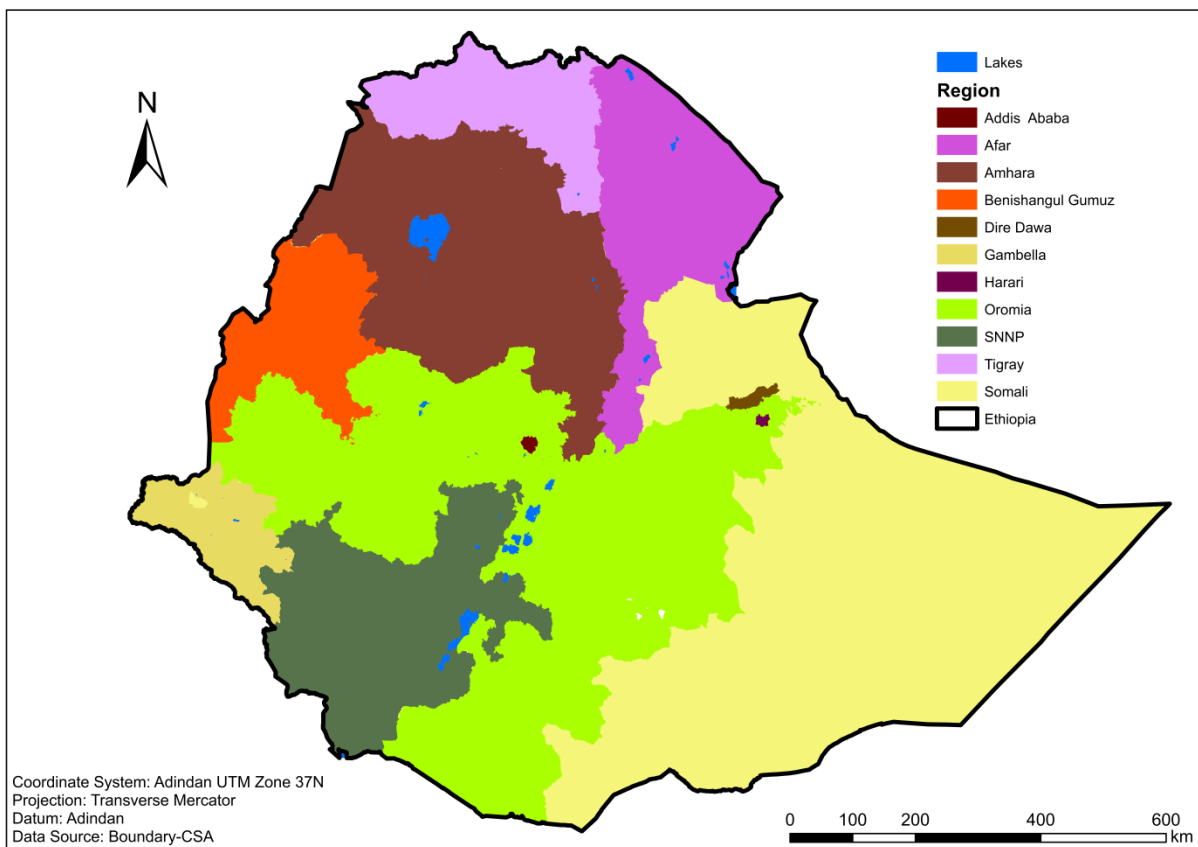 N
Lakes
Region
Addis Ababa
Afar
Amhara
Benishangul Gumuz
Dire Dawa
Gambella
Harari
Oromia
SNNP
Tigray
Somali
Ethiopia
Coordinate System: Adindan UTM Zone 37N
Projection: Transverse Mercator
Datum: Adindan
Data Source: Boundary-CSA
0 100 200 400 600
km